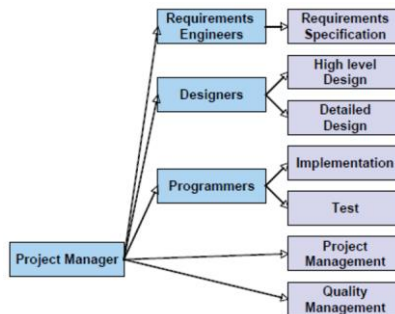 Requirements
Engineers
Requirements
Specification
Designers
High level
Design
Detailed
Design
Programmers
Implementation
Test
Project Manager
Project
Management
Quality
Management